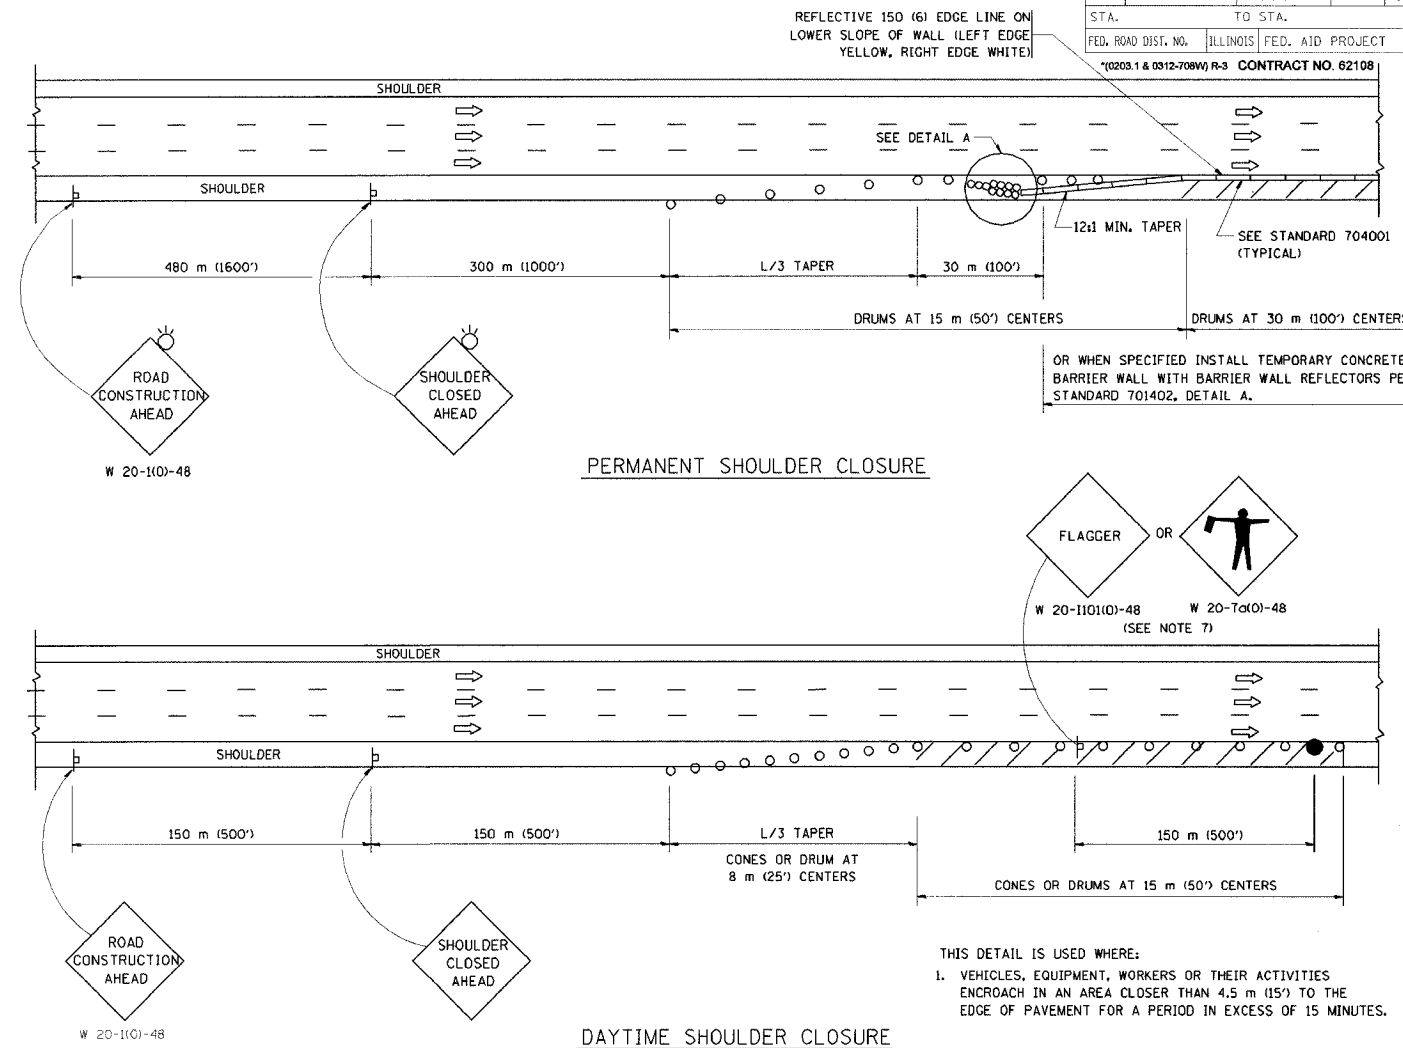 REFLECTIVE 150 (6) EDGE LINE ON
LOWER SLOPE OF WALL (LEFT EDGE
YELLOW, RIGHT EDGE WHITE)
STA. TO STA.
FED. ROAD DIST. NO. ILLINOIS FED. AID PROJECT
*(0203.1 & 0312-708W) R-3 CONTRACT NO. 62108
SHOULDER
SEE DETAIL A
SHOULDER
12:1 MIN. TAPER
SEE STANDARD 704001
(TYPICAL)
480 m (1600')
300 m (1000')
L/3 TAPER
30 m (100')
DRUMS AT 15 m (50') CENTERS
DRUMS AT 30 m (100') CENTERS
OR WHEN SPECIFIED INSTALL TEMPORARY CONCRETE
BARRIER WALL WITH BARRIER WALL REFLECTORS PE
STANDARD 701402, DETAIL A.
ROAD
CONSTRUCTION
AHEAD
SHOULDER
CLOSED
AHEAD
W 20-1(O)-48
PERMANENT SHOULDER CLOSURE
FLAGGER
OR
W 20-I101(O)-48
W 20-7a(O)-48
(SEE NOTE 7)
SHOULDER
SHOULDER
150 m (500')
150 m (500')
L/3 TAPER
150 m (500')
CONES OR DRUM AT
8 m (25') CENTERS
CONES OR DRUMS AT 15 m (50') CENTERS
ROAD
CONSTRUCTION
AHEAD
SHOULDER
CLOSED
AHEAD
W 20-1(O)-48
THIS DETAIL IS USED WHERE:
1. VEHICLES, EQUIPMENT, WORKERS OR THEIR ACTIVITIES
ENCROACH IN AN AREA CLOSER THAN 4.5 m (15') TO THE
EDGE OF PAVEMENT FOR A PERIOD IN EXCESS OF 15 MINUTES.
DAYTIME SHOULDER CLOSURE